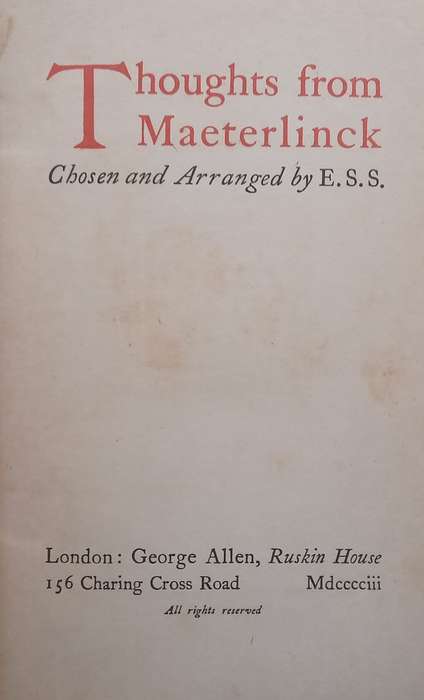 Thoughts from
Maeterlinck
Chosen and Arranged by E. S. S.
London: George Allen, Ruskin House
156 Charing Cross Road Mdcccciii
All rights reserved